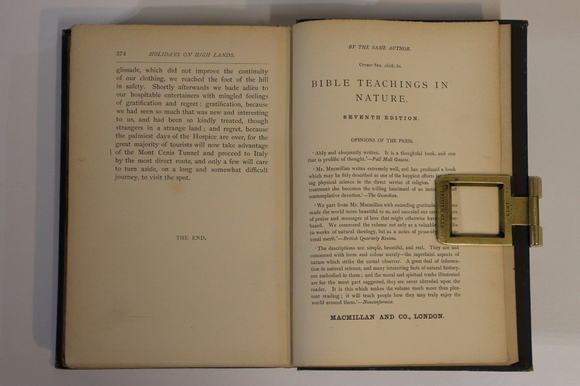 374 HOLIDAYS ON HIGH LANDS.
glissade, which did not improve the continuity
of our clothing, we reached the foot of the hill
in safety. Shortly afterwards we bade adieu to
our hospitable entertainers with mingled feelings
of gratification and regret: gratification, because
we had seen so much that was new and interesting
to us, and had been so kindly treated, though
strangers in a strange land; and regret, because
the palmiest days of the Hospice are over, for the
great majority of tourists will now take advantage
of the Mont Cenis Tunnel and proceed to Italy
by the most direct route, and only a few will care
to turn aside, on a long and somewhat difficult
journey, to visit the spot.
THE END.
BY THE SAME AUTHOR.
Crown 8vo. cloth, 6s.
BIBLE TEACHINGS IN
NATURE.
SEVENTH EDITION.
OPINIONS OF THE PRESS.
'Ably and eloquently written. It is a thoughtful book, and one
that is prolific of thought.'—Pall Mall Gazette.
'Mr. Macmillan writes extremely well, and has produced a book
which may be fitly described as one of the happiest efforts
ing physical science in the direct service of religion.
treatment she becomes the willing handmaid of an
contemplative devotion.'—The Guardian.
'We part from Mr. Macmillan with exceeding gratitude.
made the world more beautiful to us, and unsealed our ears
of praise and messages of love that might otherwise have been
heard. We commend the volume not only as a valuable
to works of natural theology, but as a series of prose
tional merit.'—British Quarterly Review.
'The descriptions are simple, beautiful, and real. They are not
concerned with form and colour merely—the superficial aspects of
nature which strike the casual observer. A great deal of informa-
tion in natural science, and many interesting facts of natural history,
are embodied in them; and the moral and spiritual truths illustrated
are for the most part suggested, they are never obtruded upon the
reader. It is this which makes the volume much more than plea-
sant reading; it will teach people how they may truly enjoy the
world around them.'—Nonconformist.
MACMILLAN AND CO., LONDON.